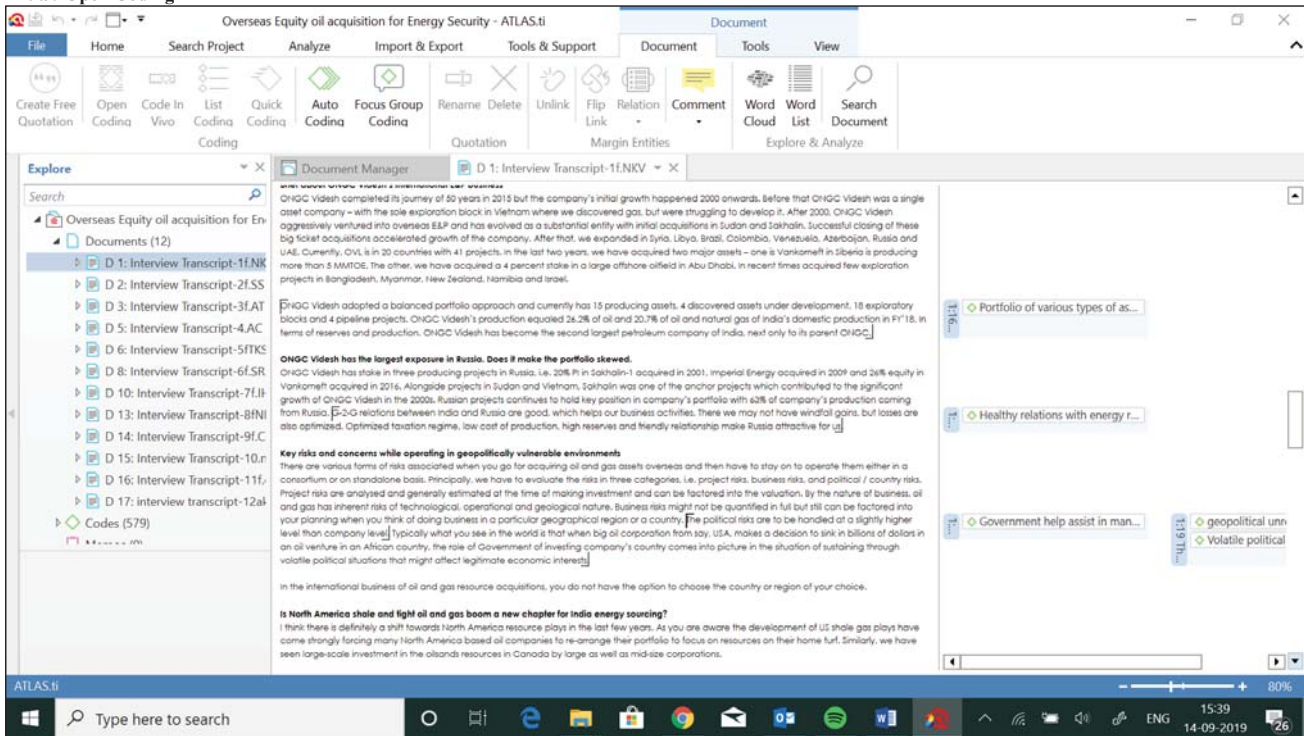 Overseas Equity oil acquisition for Energy Security - ATLAS.ti
Document
File Home Search Project Analyze Import & Export Tools & Support Document Tools View
Create Free Quotation
Open Coding
Code In Vivo
List Coding
Quick Coding
Auto Coding
Focus Group Coding
Rename Delete Unlink
Flip Link
Relation
Comment
Word Cloud
Word List
Search Document
Coding Quotation Margin Entities Explore & Analyze
Explore
Document Manager
D 1: Interview Transcript-1f.NKV
Search
Overseas Equity oil acquisition for En
Documents (12)
D 1: Interview Transcript-1f.NK
D 2: Interview Transcript-2f.SS
D 3: Interview Transcript-3f.AT
D 5: Interview Transcript-4.AC
D 6: Interview Transcript-5fTKS
D 8: Interview Transcript-6f.SR
D 10: Interview Transcript-7f.IH
D 13: Interview Transcript-8fNI
D 14: Interview Transcript-9f.C
D 15: Interview Transcript-10.r
D 16: Interview Transcript-11f.
D 17: interview transcript-12al
Codes (579)
ONGC Videsh completed its journey of 50 years in 2015 but the company's initial growth happened 2000 onwards. Before that ONGC Videsh was a single
asset company – with the sole exploration block in Vietnam where we discovered gas, but were struggling to develop it. After 2000, ONGC Videsh
aggressively ventured into overseas E&P and has evolved as a substantial entity with initial acquisitions in Sudan and Sakhalin. Successful closing of these
big ticket acquisitions accelerated growth of the company. After that, we expanded in Syria, Libya, Brazil, Colombia, Venezuela, Azerbaijan, Russia and
UAE. Currently, OVL is in 20 countries with 41 projects. In the last two years, we have acquired two major assets – one is Vankorneft in Siberia is producing
more than 5 MMTOE. The other, we have acquired a 4 percent stake in a large offshore oilfield in Abu Dhabi. In recent times acquired few exploration
projects in Bangladesh, Myanmar, New Zealand, Namibia and Israel.
ONGC Videsh adopted a balanced portfolio approach and currently has 15 producing assets, 4 discovered assets under development, 18 exploratory
blocks and 4 pipeline projects. ONGC Videsh's production equaled 26.2% of oil and 20.7% of oil and natural gas of India's domestic production in FY'18. In
terms of reserves and production, ONGC Videsh has become the second largest petroleum company of India, next only to its parent ONGC.
ONGC Videsh has the largest exposure in Russia. Does it make the portfolio skewed.
ONGC Videsh has stake in three producing projects in Russia, i.e. 20% PI in Sakhalin-1 acquired in 2001, Imperial Energy acquired in 2009 and 26% equity in
Vankorneft acquired in 2016. Alongside projects in Sudan and Vietnam, Sakhalin was one of the anchor projects which contributed to the significant
growth of ONGC Videsh in the 2000s. Russian projects continues to hold key position in company's portfolio with 63% of company's production coming
from Russia. G-2-G relations between India and Russia are good, which helps our business activities. There we may not have windfall gains, but losses are
also optimized. Optimized taxation regime, low cost of production, high reserves and friendly relationship make Russia attractive for us.
Key risks and concerns while operating in geopolitically vulnerable environments
There are various forms of risks associated when you go for acquiring oil and gas assets overseas and then have to stay on to operate them either in a
consortium or on standalone basis. Principally, we have to evaluate the risks in three categories, i.e. project risks, business risks, and political / country risks.
Project risks are analysed and generally estimated at the time of making investment and can be factored into the valuation. By the nature of business, oil
and gas has inherent risks of technological, operational and geological nature. Business risks might not be quantified in full but still can be factored into
your planning when you think of doing business in a particular geographical region or a country. The political risks are to be handled at a slightly higher
level than company level. Typically what you see in the world is that when big oil corporation from say, USA, makes a decision to sink in billions of dollars in
an oil venture in an African country, the role of Government of investing company's country comes into picture in the situation of sustaining through
volatile political situations that might affect legitimate economic interests.
In the international business of oil and gas resource acquisitions, you do not have the option to choose the country or region of your choice.
Is North America shale and tight oil and gas boom a new chapter for India energy sourcing?
I think there is definitely a shift towards North America resource plays in the last few years. As you are aware the development of US shale gas plays have
come strongly forcing many North America based oil companies to re-arrange their portfolio to focus on resources on their home turf. Similarly, we have
seen large-scale investment in the oilsands resources in Canada by large as well as mid-size corporations.
1:16... Portfolio of various types of as...
1:... Healthy relations with energy r...
1:... Government help assist in man...
1:19 Th... geopolitical unr
Volatile political
ATLAS.ti
80%
Type here to search
ENG
15:39
14-09-2019
26